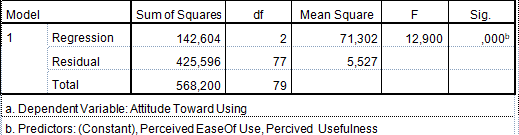 Model Sum of Squares df Mean Square F Sig.
1 Regression 142,604 2 71,302 12,900 ,000b
Residual 425,596 77 5,527
Total 568,200 79
a. Dependent Variable: Attitude Toward Using
b. Predictors: (Constant), Perceived EaseOf Use, Percived Usefulness